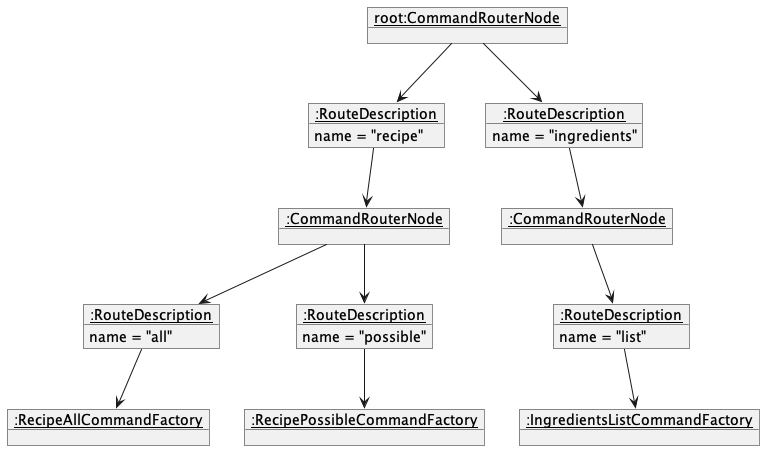 root:CommandRouterNode
:RouteDescription
name = "recipe"
:RouteDescription
name = "ingredients"
:CommandRouterNode
:CommandRouterNode
:RouteDescription
name = "all"
:RouteDescription
name = "possible"
:RouteDescription
name = "list"
:RecipeAllCommandFactory
:RecipePossibleCommandFactory
:IngredientsListCommandFactory